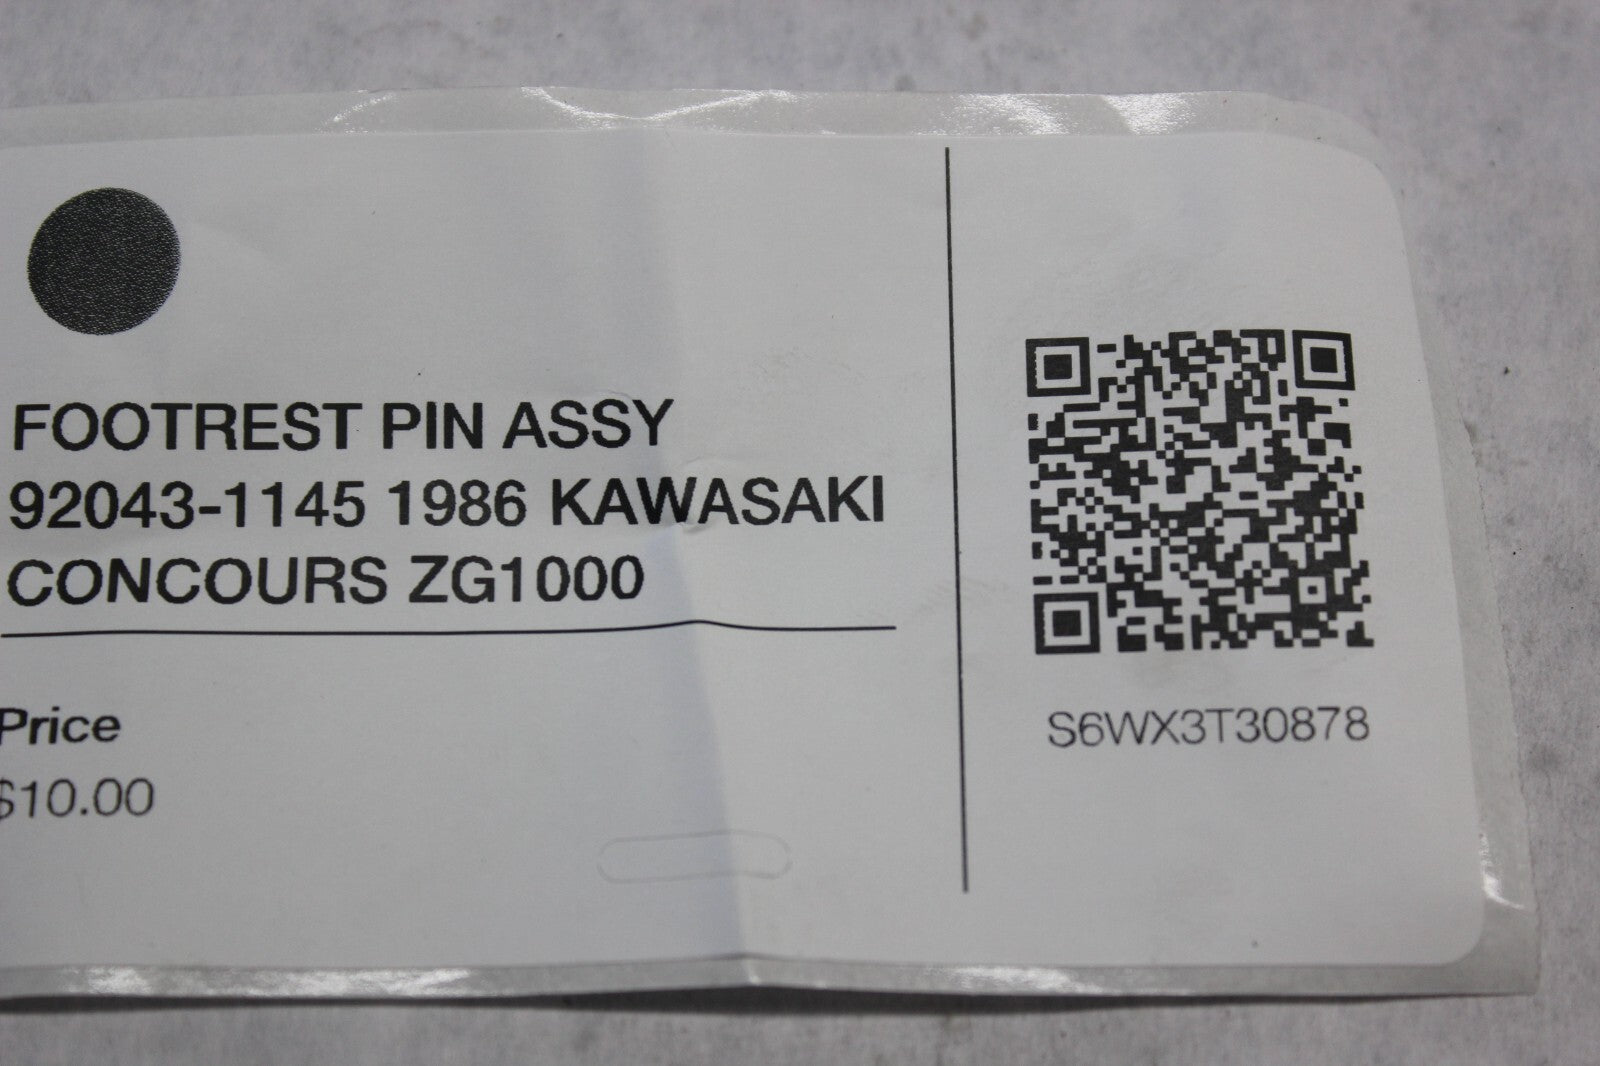 FOOTREST PIN ASSY
92043-1145 1986 KAWASAKI
CONCOURS ZG1000
Price
$10.00
S6WX3T30878